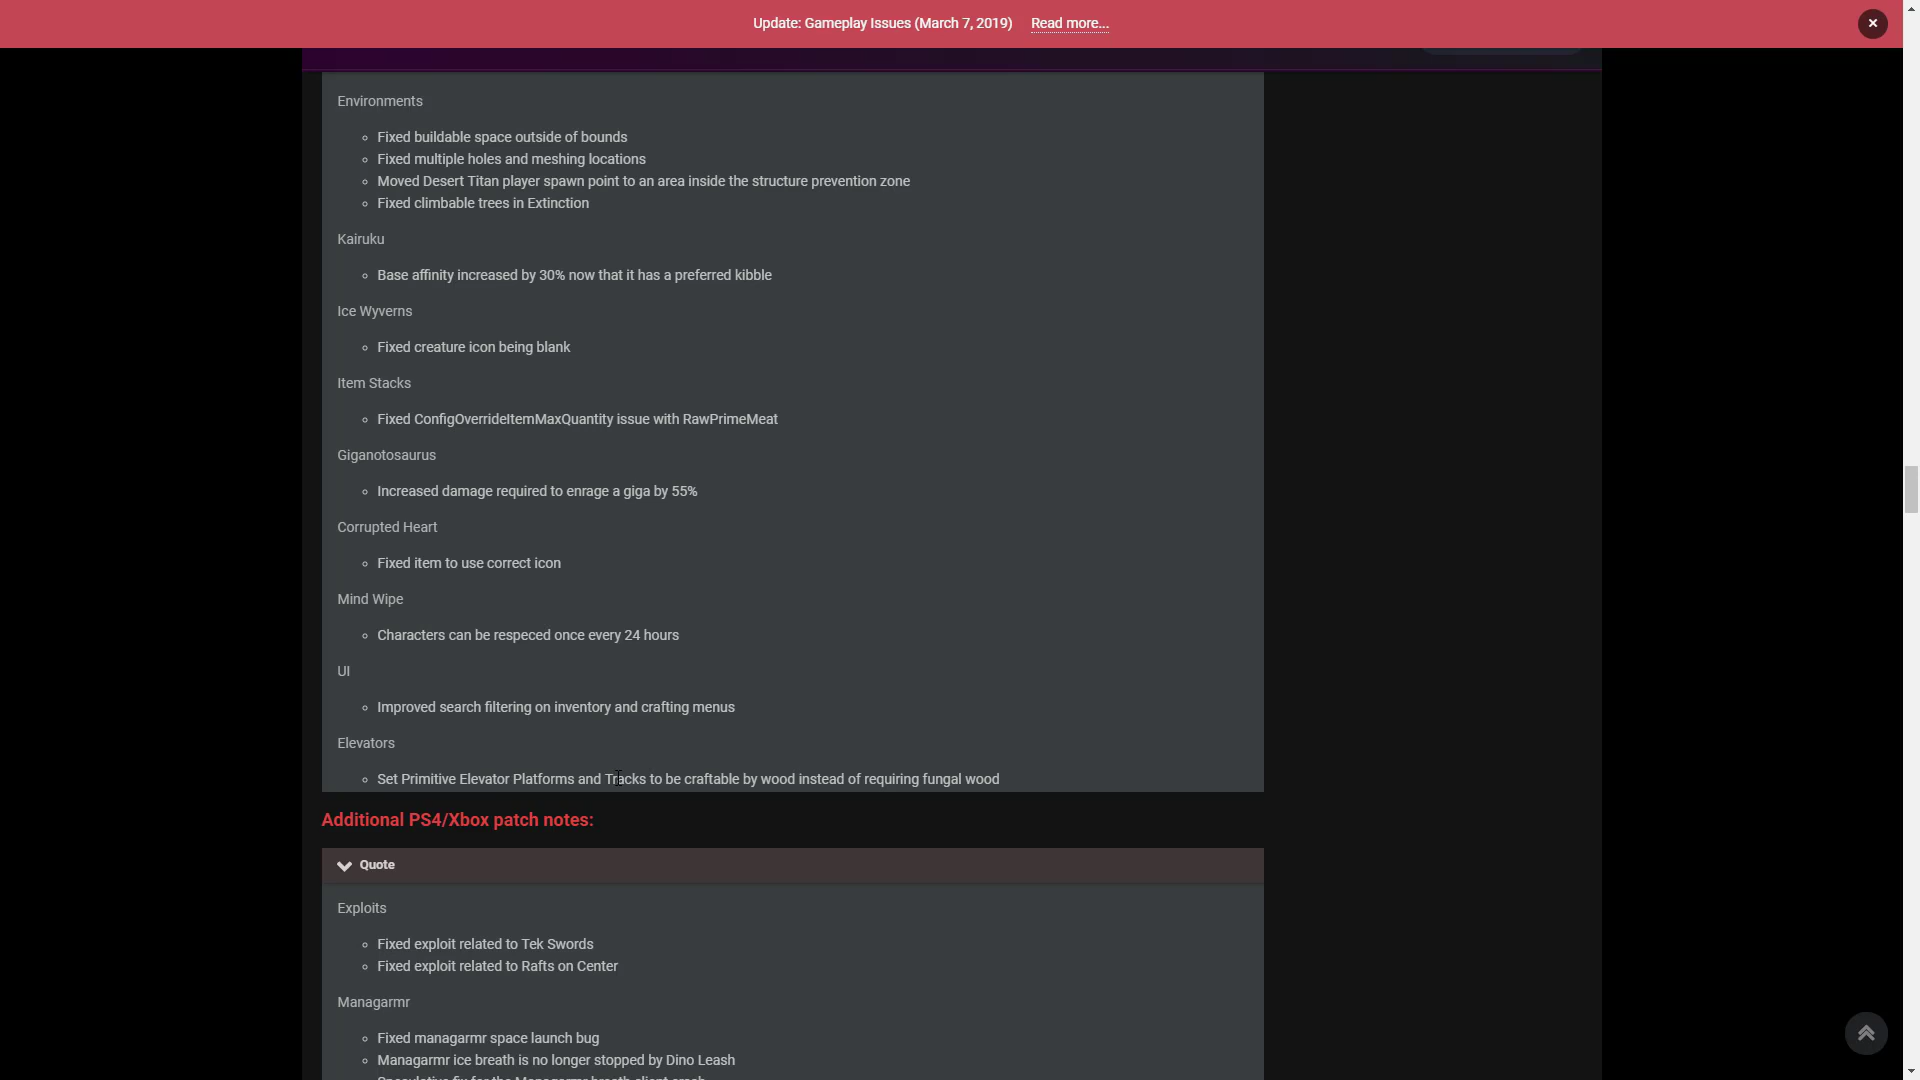 Update: Gameplay Issues (March 7, 2019) Read more...
Environments
Fixed buildable space outside of bounds
Fixed multiple holes and meshing locations
Moved Desert Titan player spawn point to an area inside the structure prevention zone
Fixed climbable trees in Extinction
Kairuku
Base affinity increased by 30% now that it has a preferred kibble
Ice Wyverns
Fixed creature icon being blank
Item Stacks
Fixed ConfigOverrideItemMaxQuantity issue with RawPrimeMeat
Giganotosaurus
Increased damage required to enrage a giga by 55%
Corrupted Heart
Fixed item to use correct icon
Mind Wipe
Characters can be respeced once every 24 hours
UI
Improved search filtering on inventory and crafting menus
Elevators
Set Primitive Elevator Platforms and Tracks to be craftable by wood instead of requiring fungal wood
Additional PS4/Xbox patch notes:
Quote
Exploits
Fixed exploit related to Tek Swords
Fixed exploit related to Rafts on Center
Managarmr
Fixed managarmr space launch bug
Managarmr ice breath is no longer stopped by Dino Leash
Speculative fix for the Managarmr breath client crash